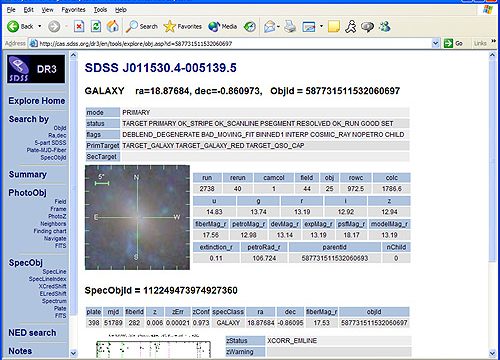 File Edit View Favorites Tools Help
Back Search Favorites Media
Address http://cas.sdss.org/dr3/en/tools/explore/obj.asp?id=587731511532060697 Go Links
SDSS DR3
Explore Home
Search by
ObjId
Ra,dec
5-part SDSS
Plate-MJD-Fiber
SpecObjId
Summary
PhotoObj
Field
Frame
PhotoZ
Neighbors
Finding chart
Navigate
FITS
SpecObj
SpecLine
SpecLineIndex
XCredShift
ELredShift
Spectrum
Plate
FITS
NED search
Notes
SDSS J011530.4-005139.5
GALAXY ra=18.87684, dec=-0.860973, ObjId = 587731511532060697
mode PRIMARY
status TARGET PRIMARY OK_STRIPE OK_SCANLINE PSEGMENT RESOLVED OK_RUN GOOD SET
flags DEBLEND_DEGENERATE BAD_MOVING_FIT BINNED1 INTERP COSMIC_RAY NOPETRO CHILD
PrimTarget TARGET_GALAXY TARGET_GALAXY_RED TARGET_QSO_CAP
SecTarget
5" N
E W
S
run rerun camcol field obj rowc colc
2738 40 1 44 25 972.5 1786.6
u g r i z
14.83 13.74 13.19 12.92 12.94
fiberMag_r petroMag_r devMag_r expMag_r psfMag_r modelMag_r
17.56 12.98 13.14 13.19 18.17 13.19
extinction_r petroRad_r parentId nChild
0.11 106.724 587731511532060693 0
SpecObjId = 112249473974927360
plate mjd fiberId z zErr zConf specClass ra dec fiberMag_r objId
398 51789 282 0.006 0.00021 0.973 GALAXY 18.87684 -0.86095 17.53 587731511532060697
zStatus XCORR_EMLINE
zWarning